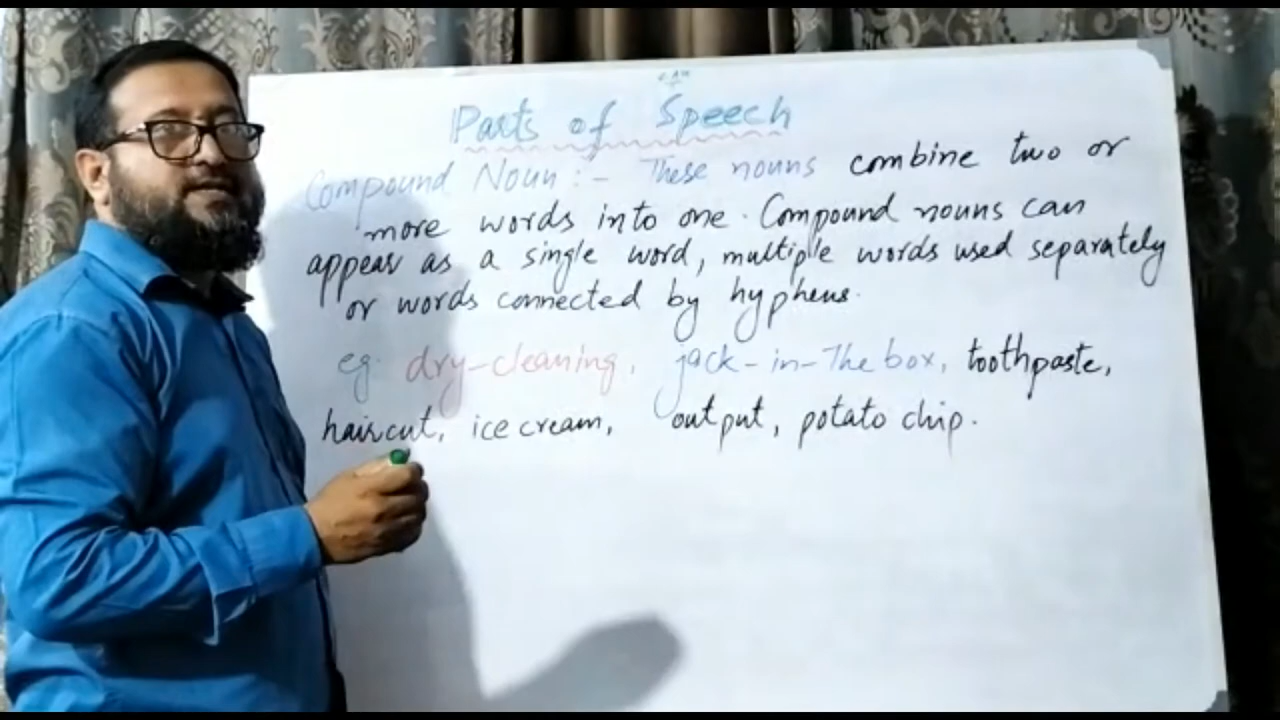 Parts of Speech
Compound Noun :- These nouns combine two or
more words into one. Compound nouns can
appear as a single word, multiple words used separately
or words connected by hyphens.
eg. dry-cleaning, jack-in-The box, toothpaste,
haircut, ice cream, output, potato chip.